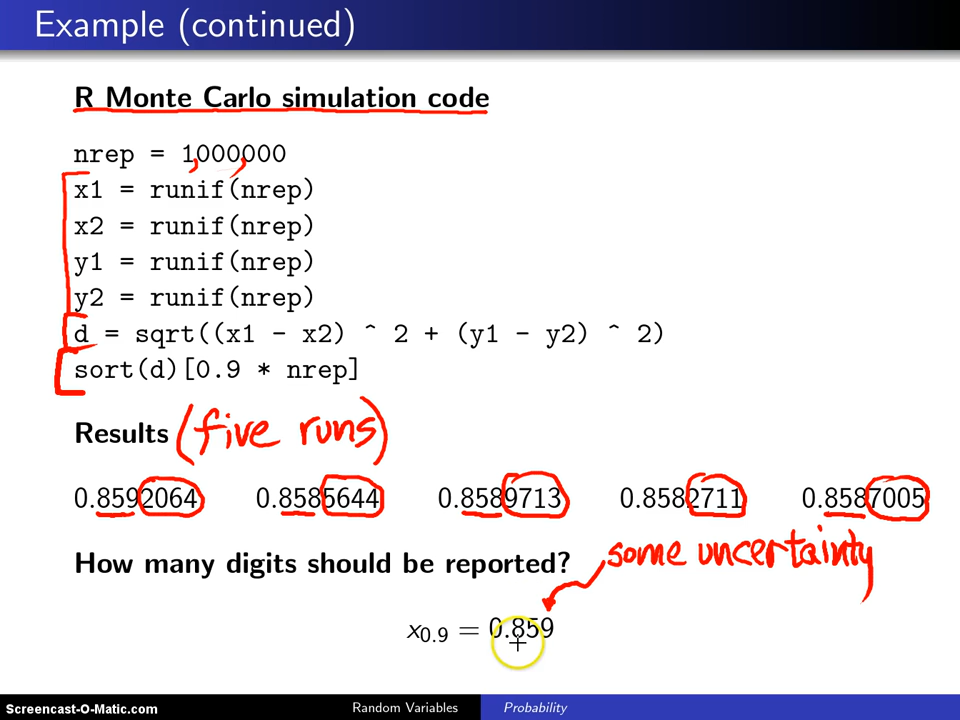 Example (continued)
R Monte Carlo simulation code
nrep = 1000000
x1 = runif(nrep)
x2 = runif(nrep)
y1 = runif(nrep)
y2 = runif(nrep)
d = sqrt((x1 - x2) ^ 2 + (y1 - y2) ^ 2)
sort(d)[0.9 * nrep]
Results (five runs)
0.8592064 0.8585644 0.8589713 0.8582711 0.8587005
How many digits should be reported? some uncertainty
x0.9 = 0.859
Screencast-O-Matic.com Random Variables Probability